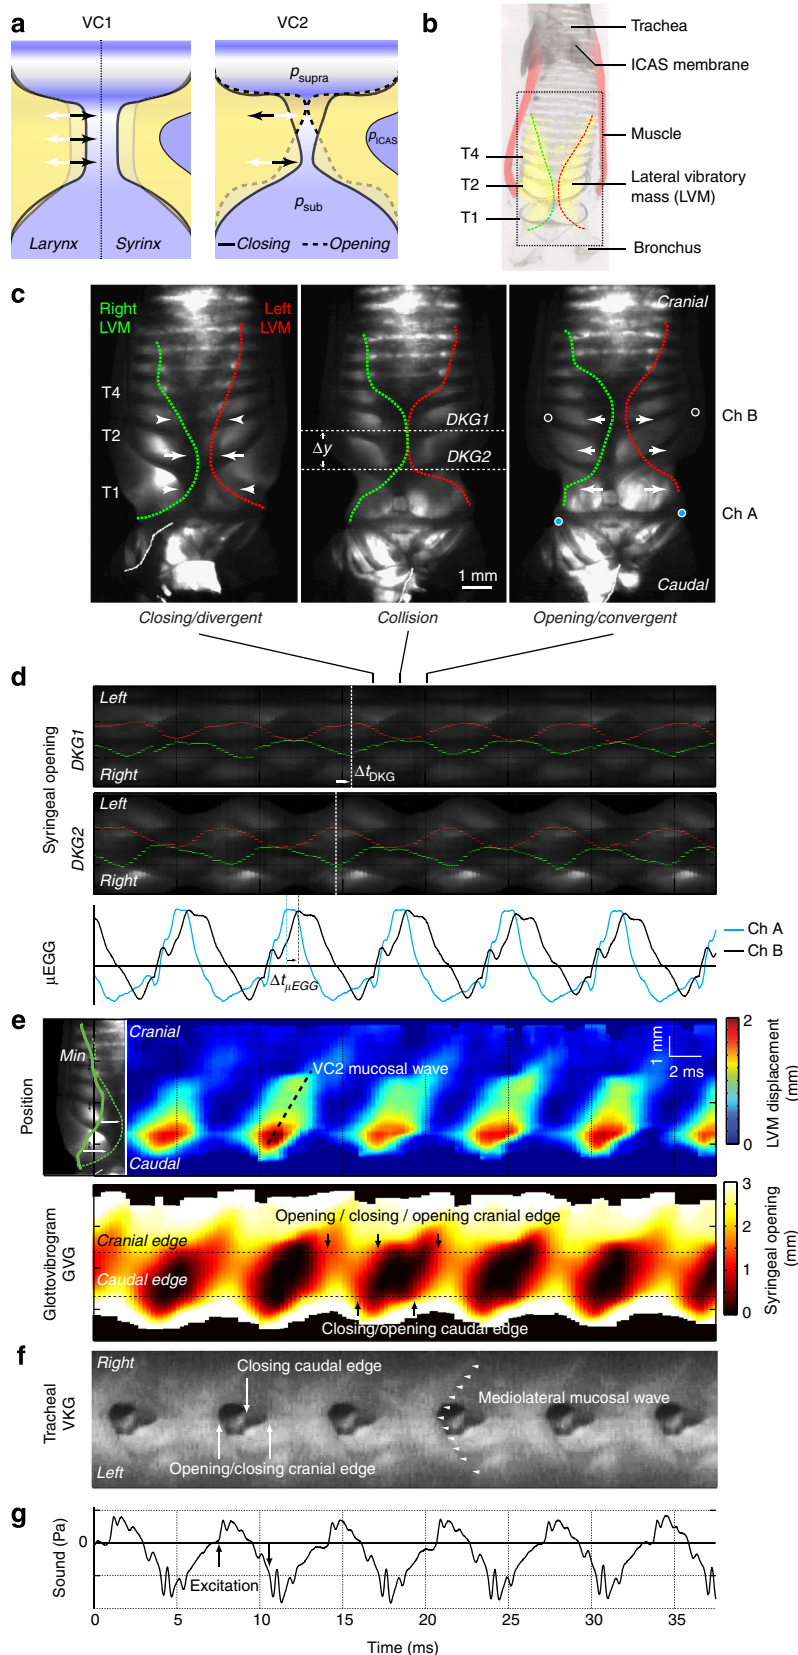 a
VC1
VC2
p supra
p ICAS
p sub
Larynx
Syrinx
Closing
Opening
b
Trachea
ICAS membrane
Muscle
T4
T2
Lateral vibratory
mass (LVM)
T1
Bronchus
c
Right
LVM
Left
LVM
Cranial
T4
T2
T1
DKG1
Δy
DKG2
Ch B
Ch A
1 mm
Caudal
Closing/divergent
Collision
Opening/convergent
d
Syringeal opening
DKG1
Left
Right
ΔtDKG
DKG2
Left
Right
µEGG
ΔtµEGG
Ch A
Ch B
e
Position
Min
Cranial
VC2 mucosal wave
1 mm
2 ms
Caudal
2
0
LVM displacement
(mm)
Glottovibrogram
GVG
Opening / closing / opening cranial edge
Cranial edge
Caudal edge
Closing/opening caudal edge
3
2
1
0
Syringeal opening
(mm)
f
Tracheal
VKG
Right
Closing caudal edge
Mediolateral mucosal wave
Left
Opening/closing cranial edge
g
Sound (Pa)
0
Excitation
0 5 10 15 20 25 30 35
Time (ms)